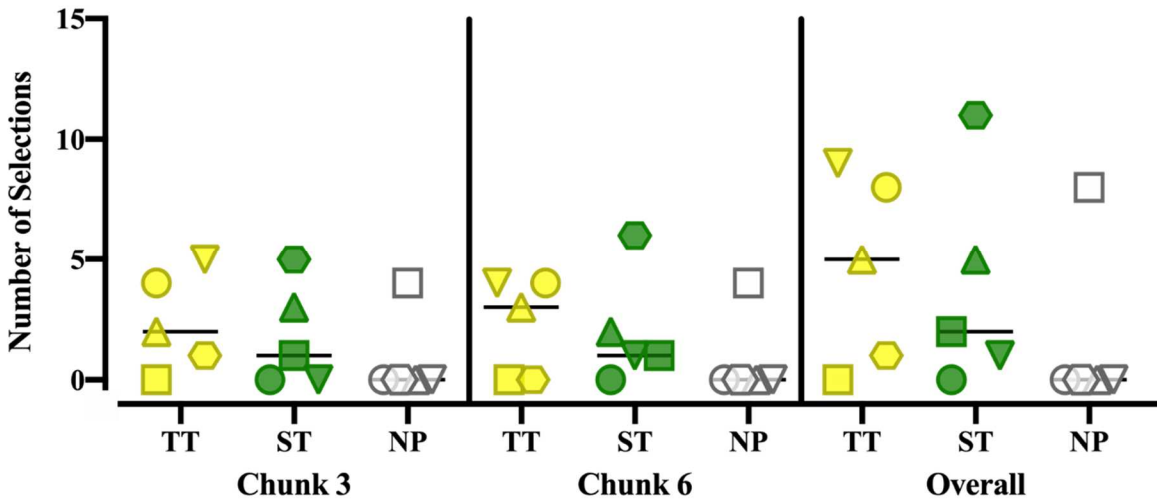 Number of Selections
15
10
5
0
TT ST NP TT ST NP TT ST NP
Chunk 3 Chunk 6 Overall